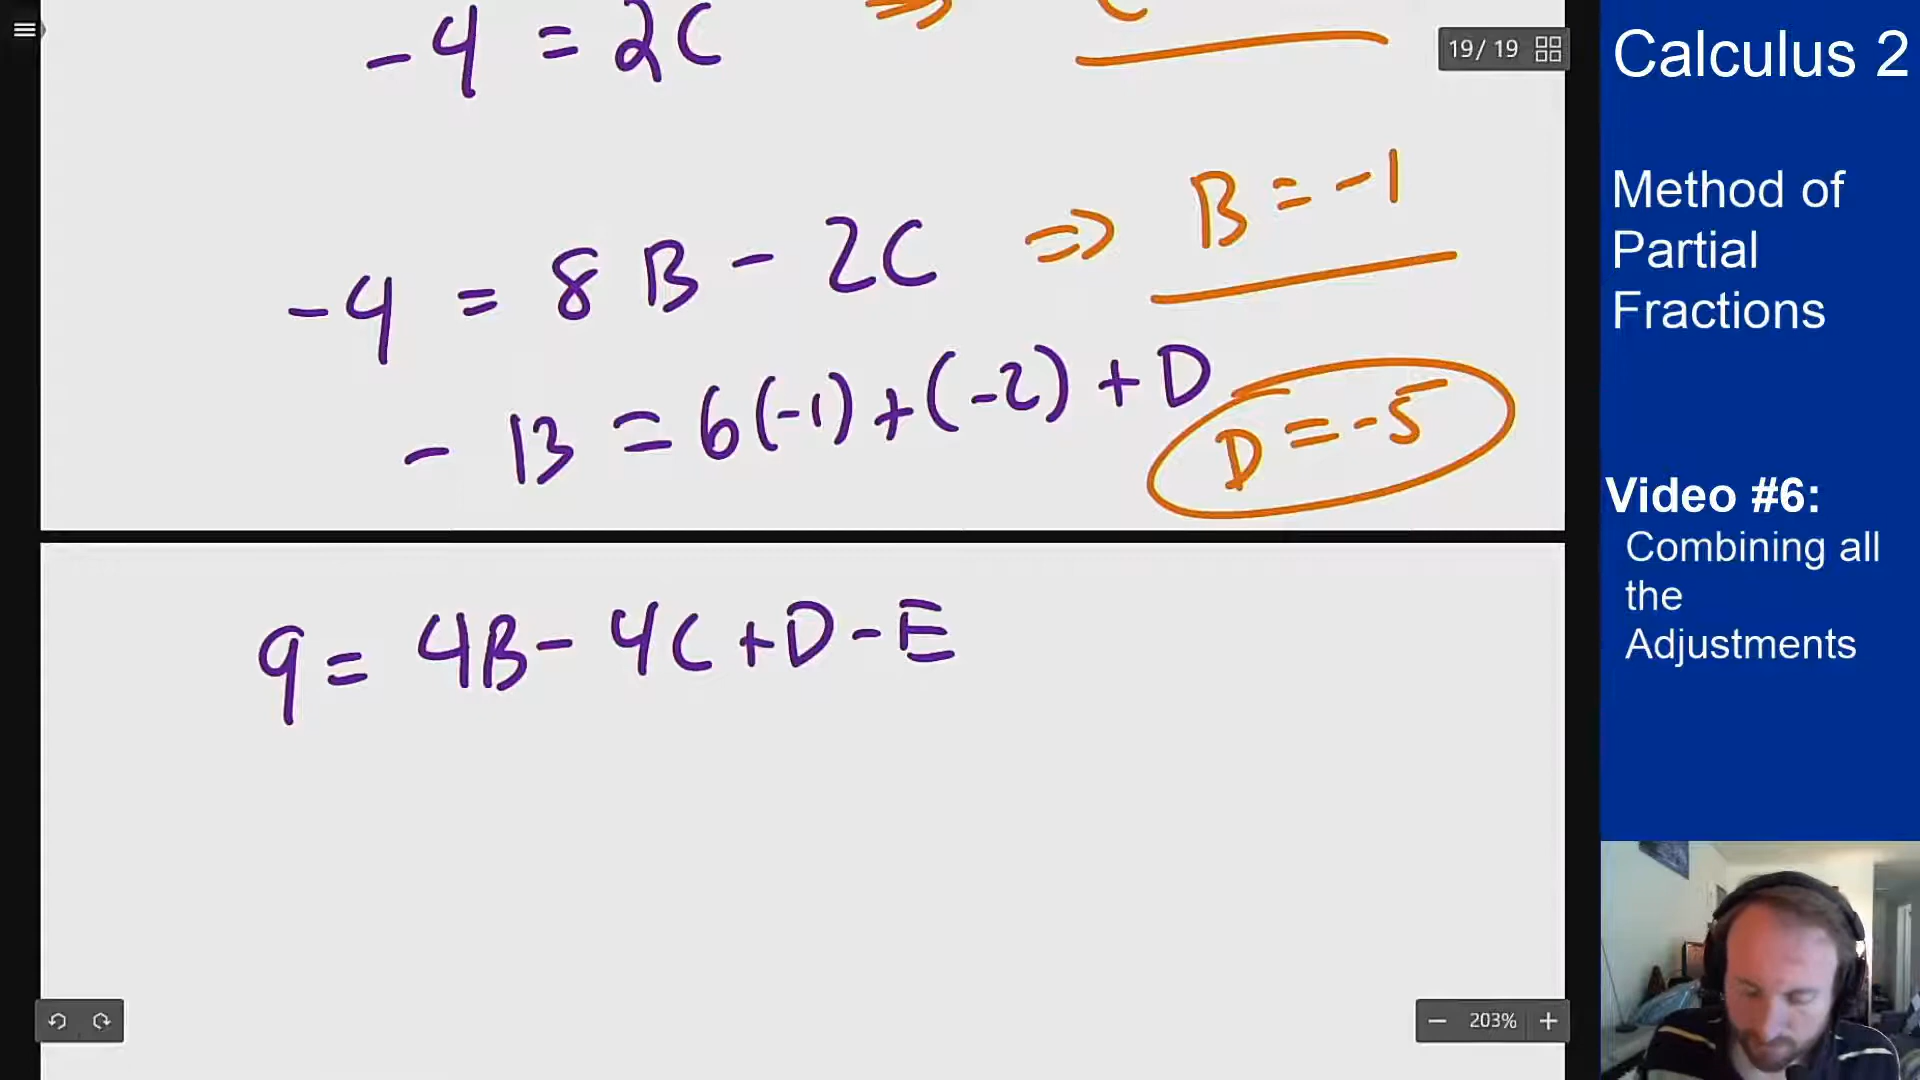 -4 = 2C ⇒
19 / 19
-4 = 8B - 2C ⇒ B = -1
- 13 = 6(-1) + (-2) + D
D = -5
9 = 4B - 4C + D - E
203%
Calculus 2
Method of
Partial
Fractions
Video #6:
Combining all
the
Adjustments